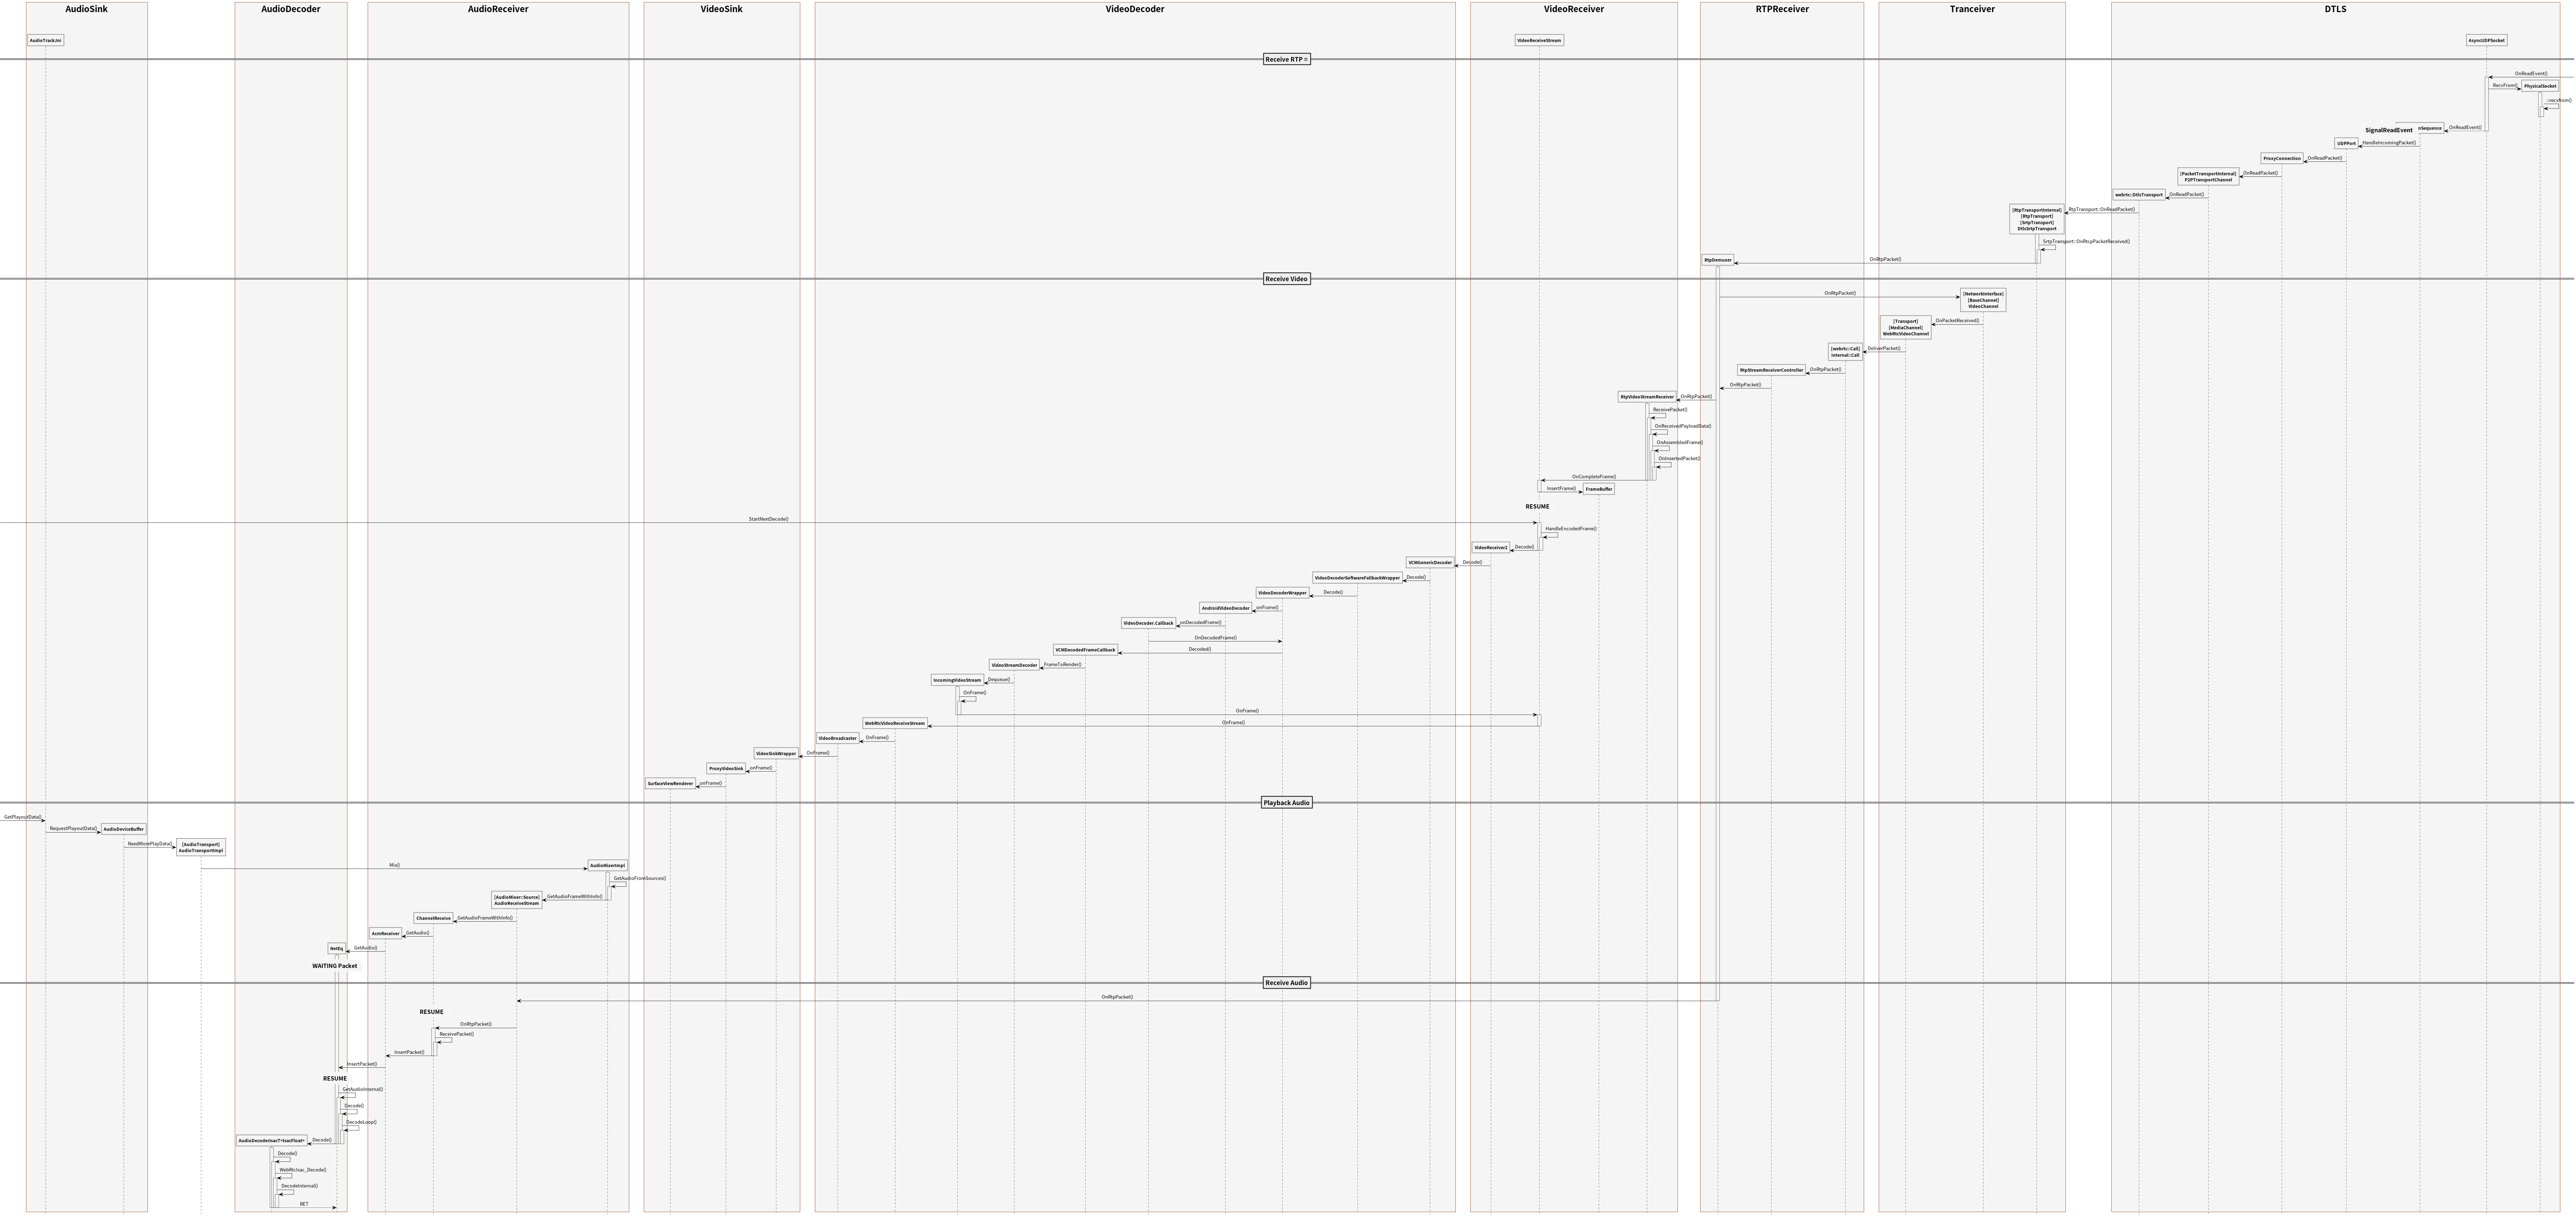 AudioSink
AudioDecoder
AudioReceiver
VideoSink
VideoDecoder
VideoReceiver
RTPReceiver
Tranceiver
DTLS
AudioTrackJni
VideoReceiveStream
AsyncUDPSocket
Receive RTP =
OnReadEvent()
RecvFrom()
PhysicalSocket
::recvfrom()
SignalReadEvent
nSequence
OnReadEvent()
UDPPort
HandleIncomingPacket()
ProxyConnection
OnReadPacket()
[PacketTransportInternal]
P2PTransportChannel
OnReadPacket()
webrtc::DtlsTransport
OnReadPacket()
[RtpTransportInternal]
[RtpTransport]
[SrtpTransport]
DtlsSrtpTransport
RtpTransport::OnReadPacket()
SrtpTransport::OnRtcpPacketReceived()
RtpDemuxer
OnRtpPacket()
Receive Video
OnRtpPacket()
[NetworkInterface]
[BaseChannel]
VideoChannel
[Transport]
[MediaChannel]
WebRtcVideoChannel
OnPacketReceived()
[webrtc::Call]
internal::Call
DeliverPacket()
RtpStreamReceiverController
OnRtpPacket()
OnRtpPacket()
RtpVideoStreamReceiver
OnRtpPacket()
ReceivePacket()
OnReceivedPayloadData()
OnAssembledFrame()
OnInsertedPacket()
OnCompleteFrame()
InsertFrame()
FrameBuffer
RESUME
StartNextDecode()
HandleEncodedFrame()
VideoReceiver2
Decode()
VCMGenericDecoder
Decode()
VideoDecoderSoftwareFallbackWrapper
Decode()
VideoDecoderWrapper
Decode()
AndroidVideoDecoder
onFrame()
VideoDecoder.Callback
onDecodedFrame()
OnDecodedFrame()
VCMDecodedFrameCallback
Decoded()
VideoStreamDecoder
FrameToRender()
IncomingVideoStream
Dequeue()
OnFrame()
OnFrame()
WebRtcVideoReceiveStream
OnFrame()
VideoBroadcaster
OnFrame()
VideoSinkWrapper
OnFrame()
ProxyVideoSink
onFrame()
SurfaceViewRenderer
onFrame()
Playback Audio
GetPlayoutData()
RequestPlayoutData()
AudioDeviceBuffer
NeedMorePlayData()
[AudioTransport]
AudioTransportImpl
Mix()
AudioMixerImpl
GetAudioFromSources()
[AudioMixer::Source]
AudioReceiveStream
GetAudioFrameWithInfo()
ChannelReceive
GetAudioFrameWithInfo()
AcmReceiver
GetAudio()
NetEq
GetAudio()
WAITING Packet
Receive Audio
OnRtpPacket()
RESUME
OnRtpPacket()
ReceivePacket()
InsertPacket()
InsertPacket()
RESUME
GetAudioInternal()
Decode()
DecodeLoop()
AudioDecoderIsacT<IsacFloat>
Decode()
Decode()
WebRtcIsac_Decode()
DecodeInternal()
RET